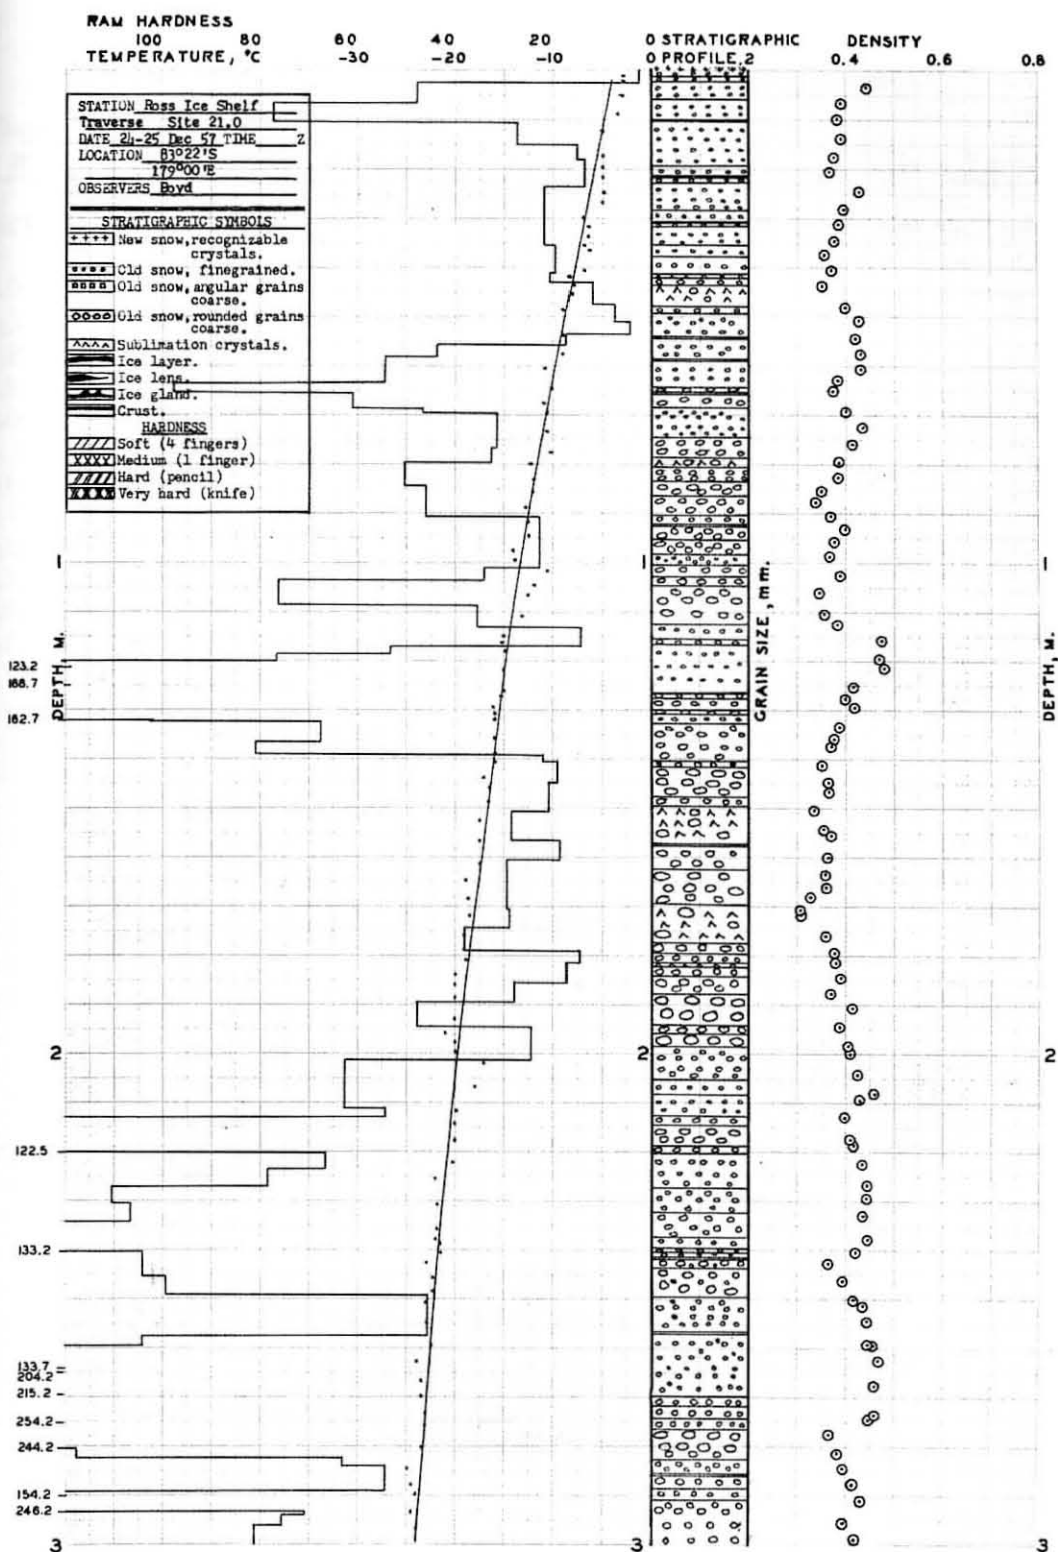 RAM HARDNESS
100 80 60 40 20 0 STRATIGRAPHIC DENSITY
TEMPERATURE, °C -30 -20 -10 0 PROFILE 2 0.4 0.6 0.8
STATION Ross Ice Shelf
Traverse Site 21.0
DATE 24-25 Dec 57 TIME Z
LOCATION 83°22'S
179°00'E
OBSERVERS Boyd
STRATIGRAPHIC SYMBOLS
New snow, recognizable
crystals.
Old snow, finegrained.
Old snow, angular grains
coarse.
Old snow, rounded grains
coarse.
Sublimation crystals.
Ice layer.
Ice lens.
Ice gland.
Crust.
HARDNESS
Soft (4 fingers)
Medium (1 finger)
Hard (pencil)
Very hard (knife)
1 1 1
DEPTH, M.
GRAIN SIZE, mm.
DEPTH, M.
123.2
168.7
162.7
2 2 2
122.5
133.2
133.7
204.2
215.2
254.2
244.2
154.2
246.2
3 3 3